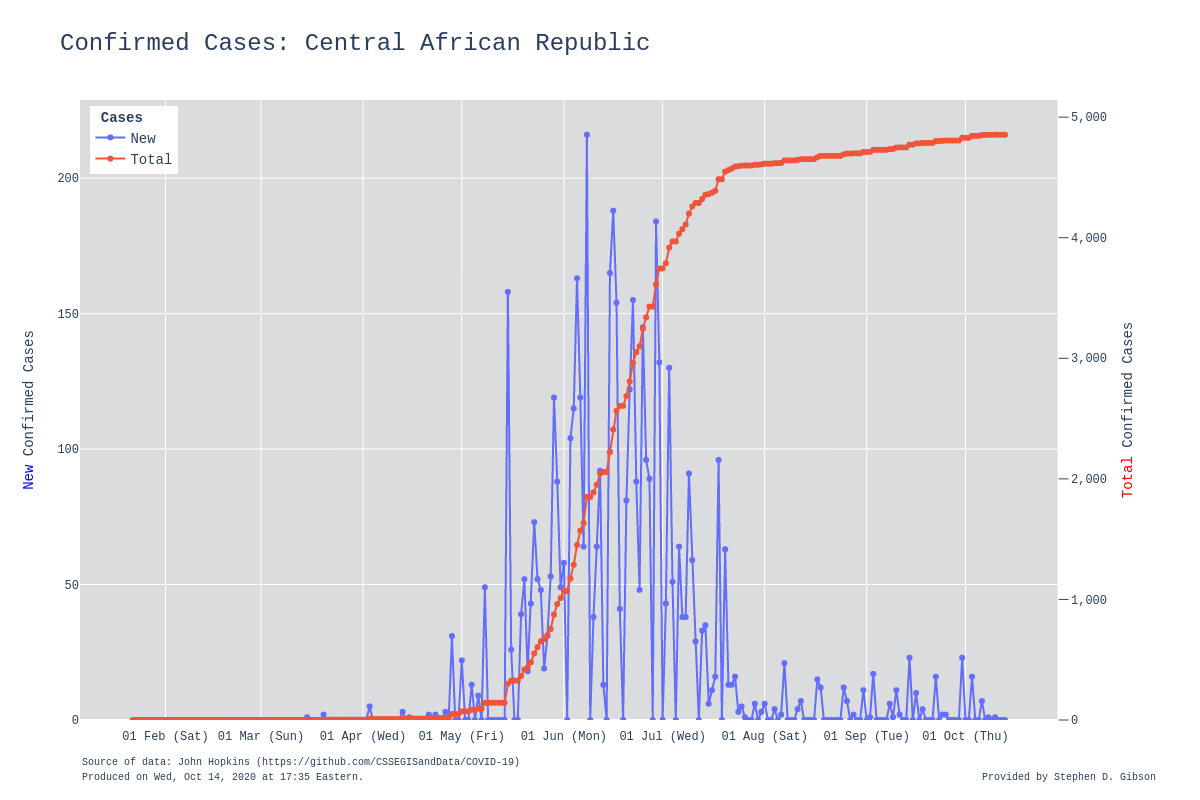 Confirmed Cases: Central African Republic
Cases
New
Total
200
150
100
50
0
5,000
4,000
3,000
2,000
1,000
0
New Confirmed Cases
Total Confirmed Cases
01 Feb (Sat) 01 Mar (Sun) 01 Apr (Wed) 01 May (Fri) 01 Jun (Mon) 01 Jul (Wed) 01 Aug (Sat) 01 Sep (Tue) 01 Oct (Thu)
Source of data: John Hopkins (https://github.com/CSSEGISandData/COVID-19)
Produced on Wed, Oct 14, 2020 at 17:35 Eastern.
Provided by Stephen D. Gibson